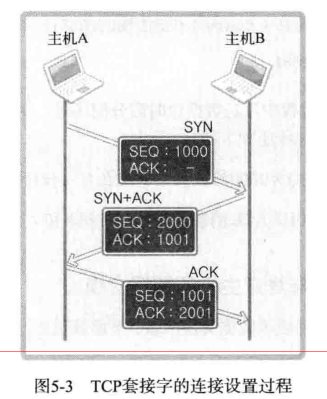 主机A
主机B
SYN
SEQ：1000
ACK： –
SYN+ACK
SEQ：2000
ACK：1001
ACK
SEQ：1001
ACK：2001
图5-3 TCP套接字的连接设置过程